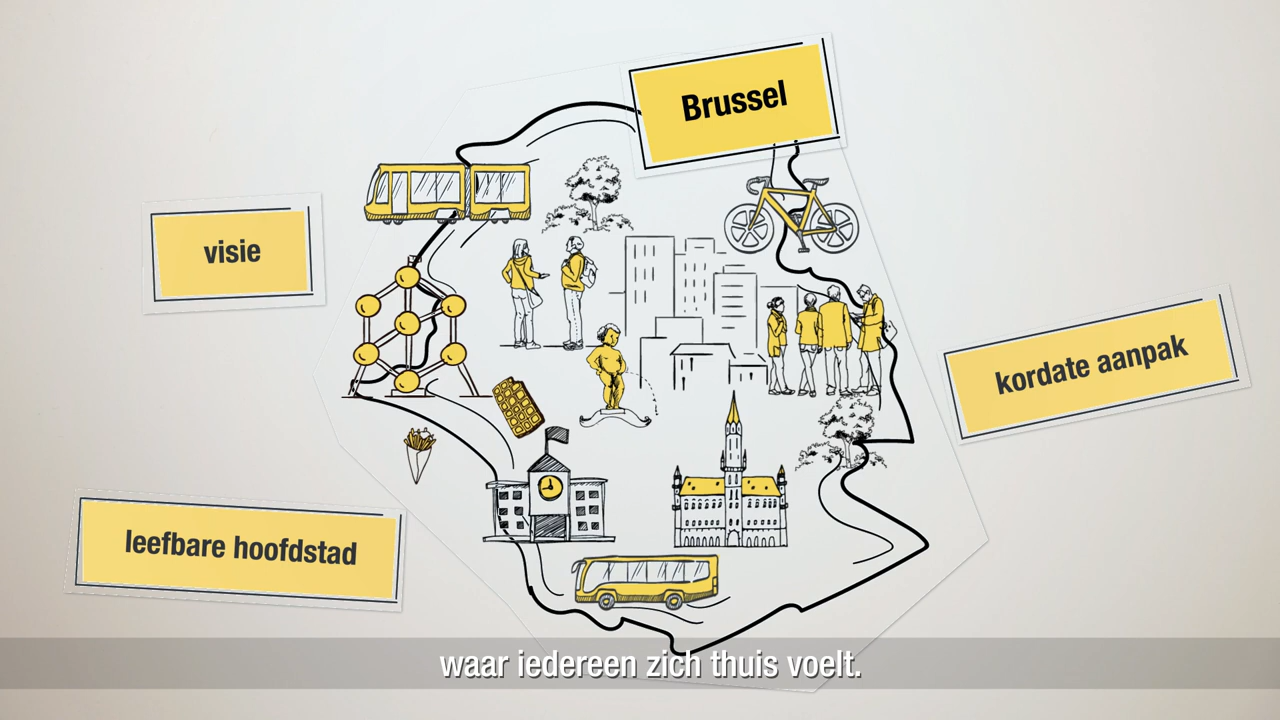 Brussel
visie
kordate aanpak
leefbare hoofdstad
waar iedereen zich thuis voelt.